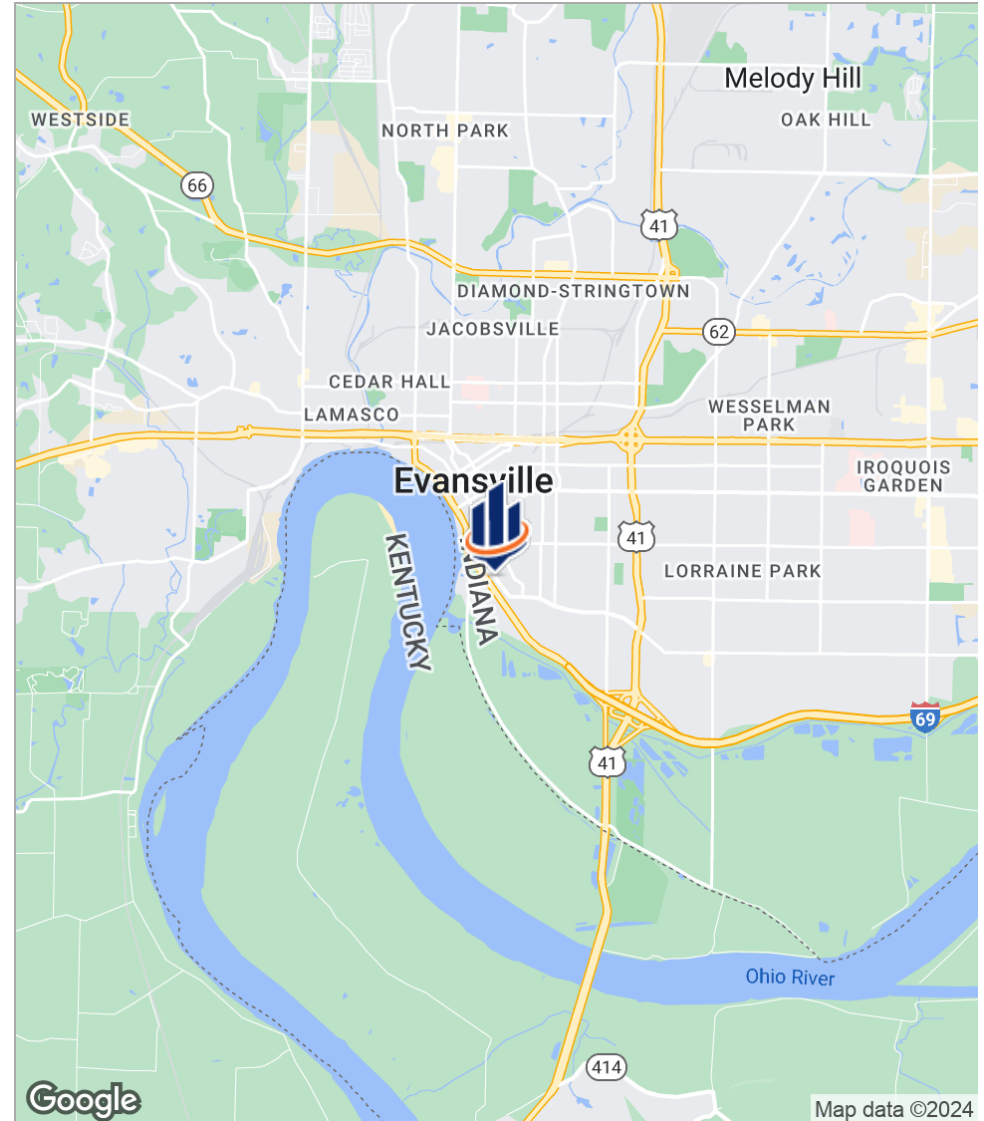 Melody Hill
WESTSIDE
OAK HILL
NORTH PARK
66
41
DIAMOND-STRINGTOWN
JACOBSVILLE
62
CEDAR HALL
LAMASCO
WESSELMAN
PARK
IROQUOIS
GARDEN
Evansville
41
KENTUCKY
INDIANA
LORRAINE PARK
69
41
Ohio River
414
Google
Map data ©2024